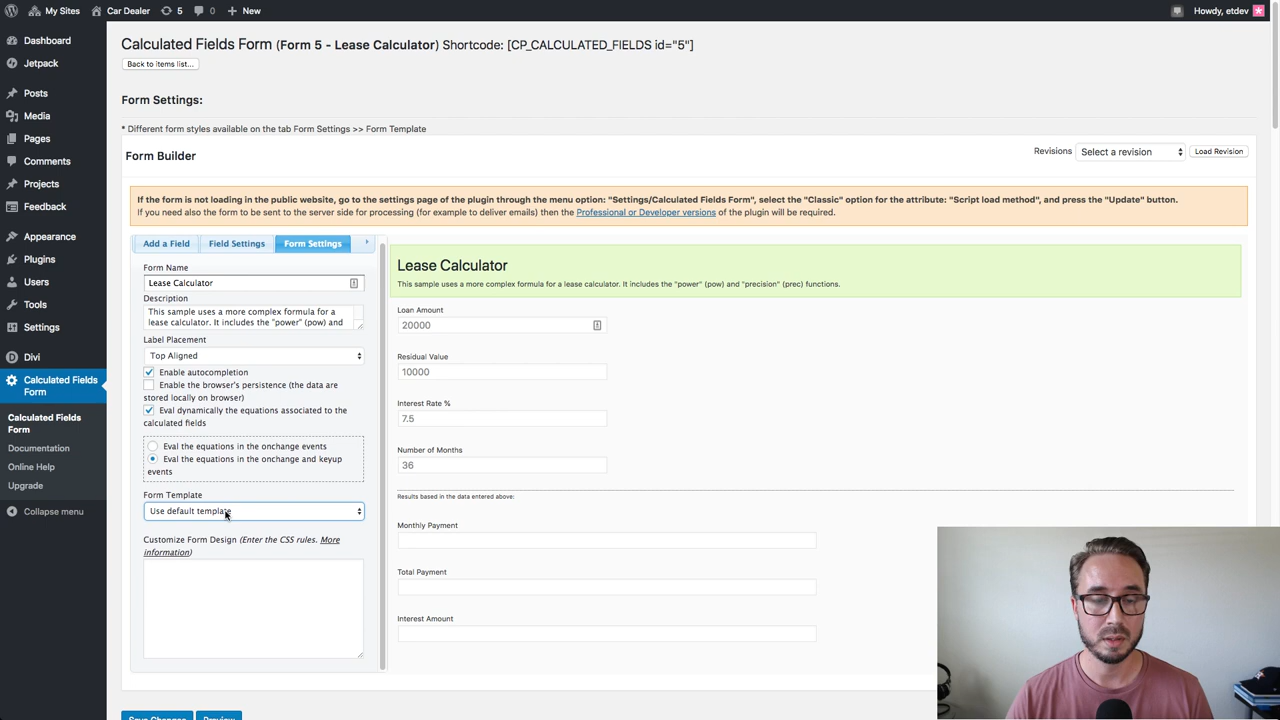 My Sites Car Dealer 5 0 New Howdy, etdev
Dashboard
Jetpack
Posts
Media
Pages
Comments
Projects
Feedback
Appearance
Plugins
Users
Tools
Settings
Divi
Calculated Fields
Form
Calculated Fields
Form
Documentation
Online Help
Upgrade
Collapse menu
Calculated Fields Form (Form 5 - Lease Calculator) Shortcode: [CP_CALCULATED_FIELDS id="5"]
Back to items list...
Form Settings:
* Different form styles available on the tab Form Settings >> Form Template
Form Builder
Revisions Select a revision Load Revision
If the form is not loading in the public website, go to the settings page of the plugin through the menu option: "Settings/Calculated Fields Form", select the "Classic" option for the attribute: "Script load method", and press the "Update" button.
If you need also the form to be sent to the server side for processing (for example to deliver emails) then the Professional or Developer versions of the plugin will be required.
Add a Field Field Settings Form Settings
Form Name
Lease Calculator
Description
This sample uses a more complex formula for a
lease calculator. It includes the "power" (pow) and
Label Placement
Top Aligned
Enable autocompletion
Enable the browser's persistence (the data are
stored locally on browser)
Eval dynamically the equations associated to the
calculated fields
Eval the equations in the onchange events
Eval the equations in the onchange and keyup
events
Form Template
Use default template
Customize Form Design (Enter the CSS rules. More
information)
Lease Calculator
This sample uses a more complex formula for a lease calculator. It includes the "power" (pow) and "precision" (prec) functions.
Loan Amount
20000
Residual Value
10000
Interest Rate %
7.5
Number of Months
36
Results based in the data entered above:
Monthly Payment
Total Payment
Interest Amount
Save Changes Preview